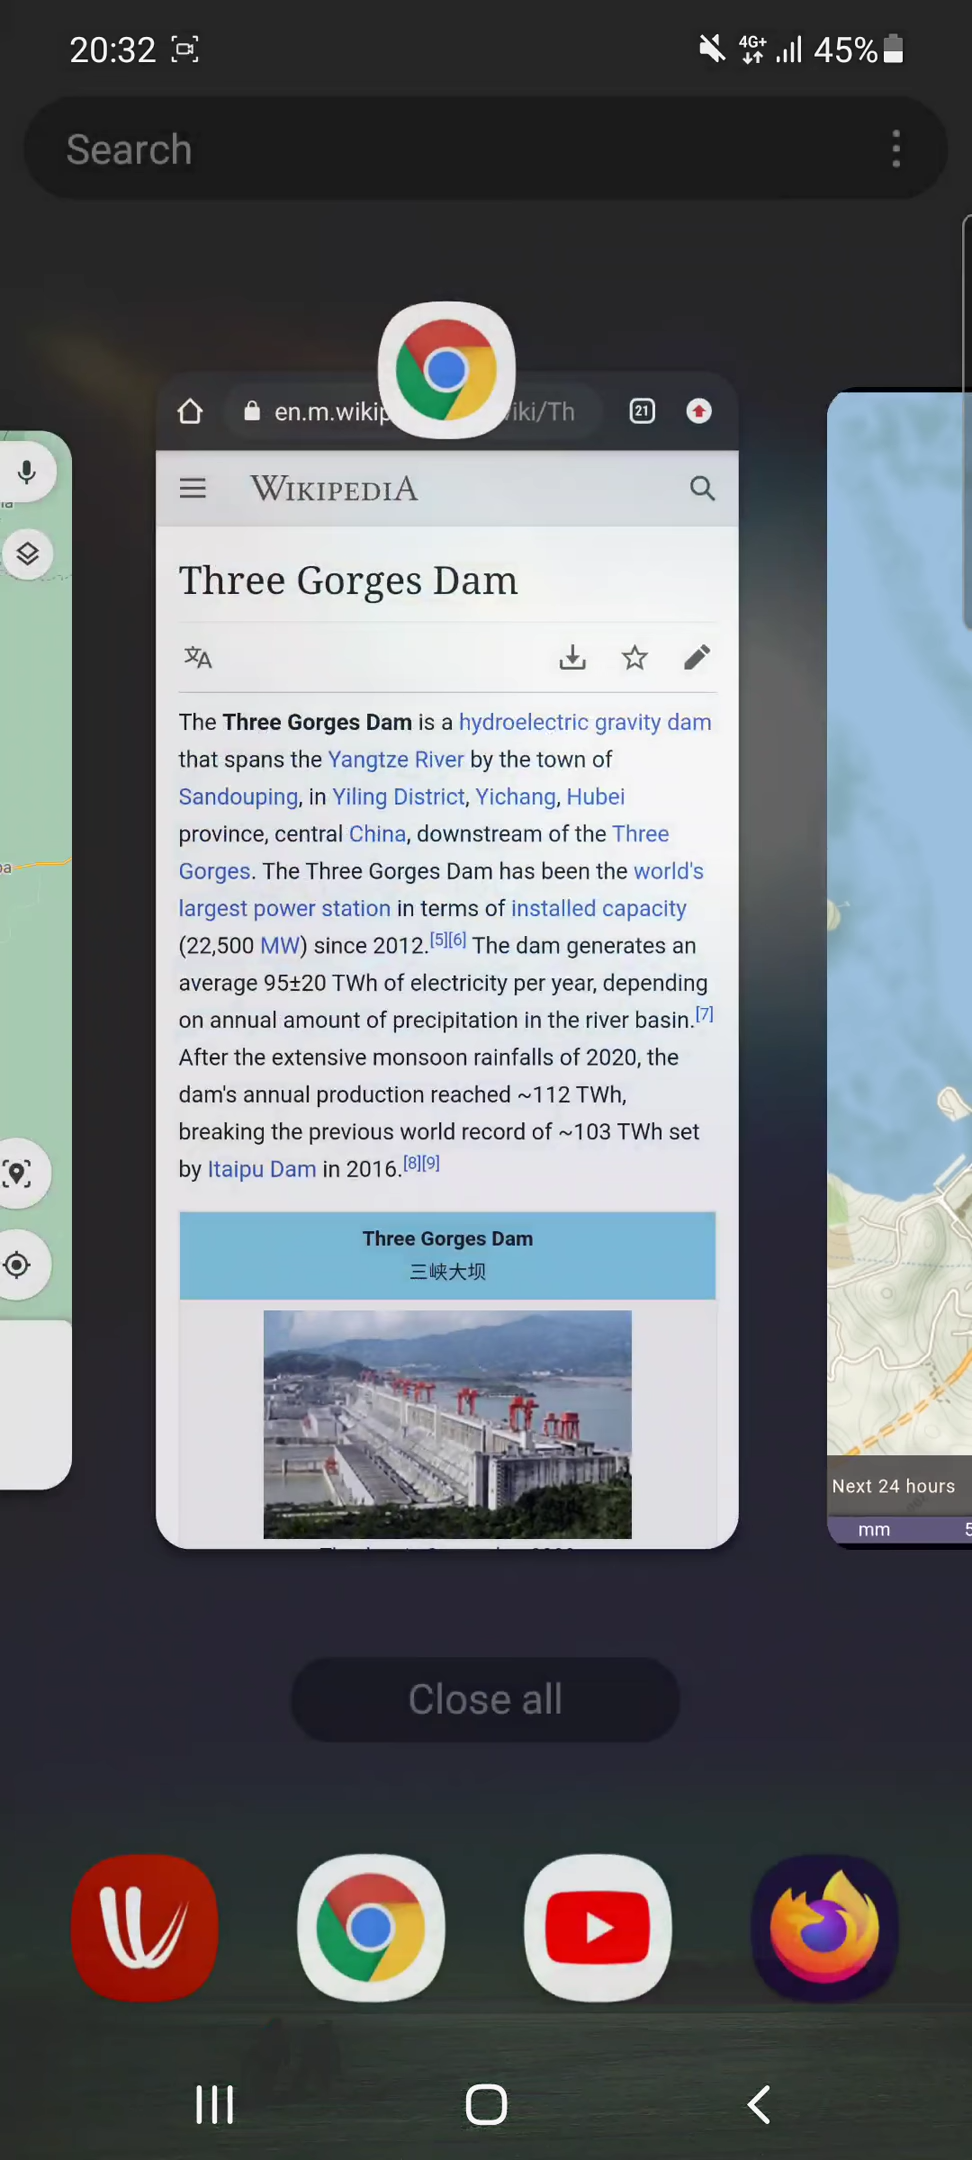 20:32
4G+
45%
Search
en.m.wikip
iki/Th
21
WIKIPEDIA
Three Gorges Dam
The Three Gorges Dam is a hydroelectric gravity dam
that spans the Yangtze River by the town of
Sandouping, in Yiling District, Yichang, Hubei
province, central China, downstream of the Three
Gorges. The Three Gorges Dam has been the world's
largest power station in terms of installed capacity
(22,500 MW) since 2012.[5][6] The dam generates an
average 95±20 TWh of electricity per year, depending
on annual amount of precipitation in the river basin.[7]
After the extensive monsoon rainfalls of 2020, the
dam's annual production reached ~112 TWh,
breaking the previous world record of ~103 TWh set
by Itaipu Dam in 2016.[8][9]
Three Gorges Dam
三峡大坝
Next 24 hours
mm
Close all